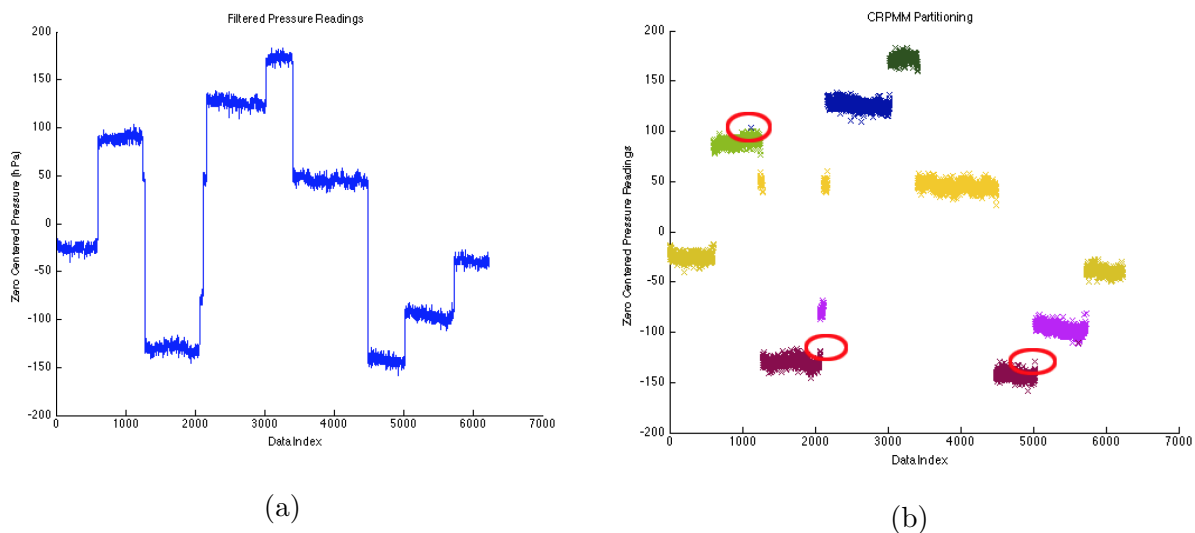 Filtered Pressure Readings
200
150
100
50
0
-50
-100
-150
-200
0 1000 2000 3000 4000 5000 6000 7000
Zero Centered Pressure (hPa)
Data Index
(a)
CRPMM Partitioning
200
150
100
50
0
-50
-100
-150
-200
0 1000 2000 3000 4000 5000 6000 7000
Zero Centered Pressure Readings
Data Index
(b)